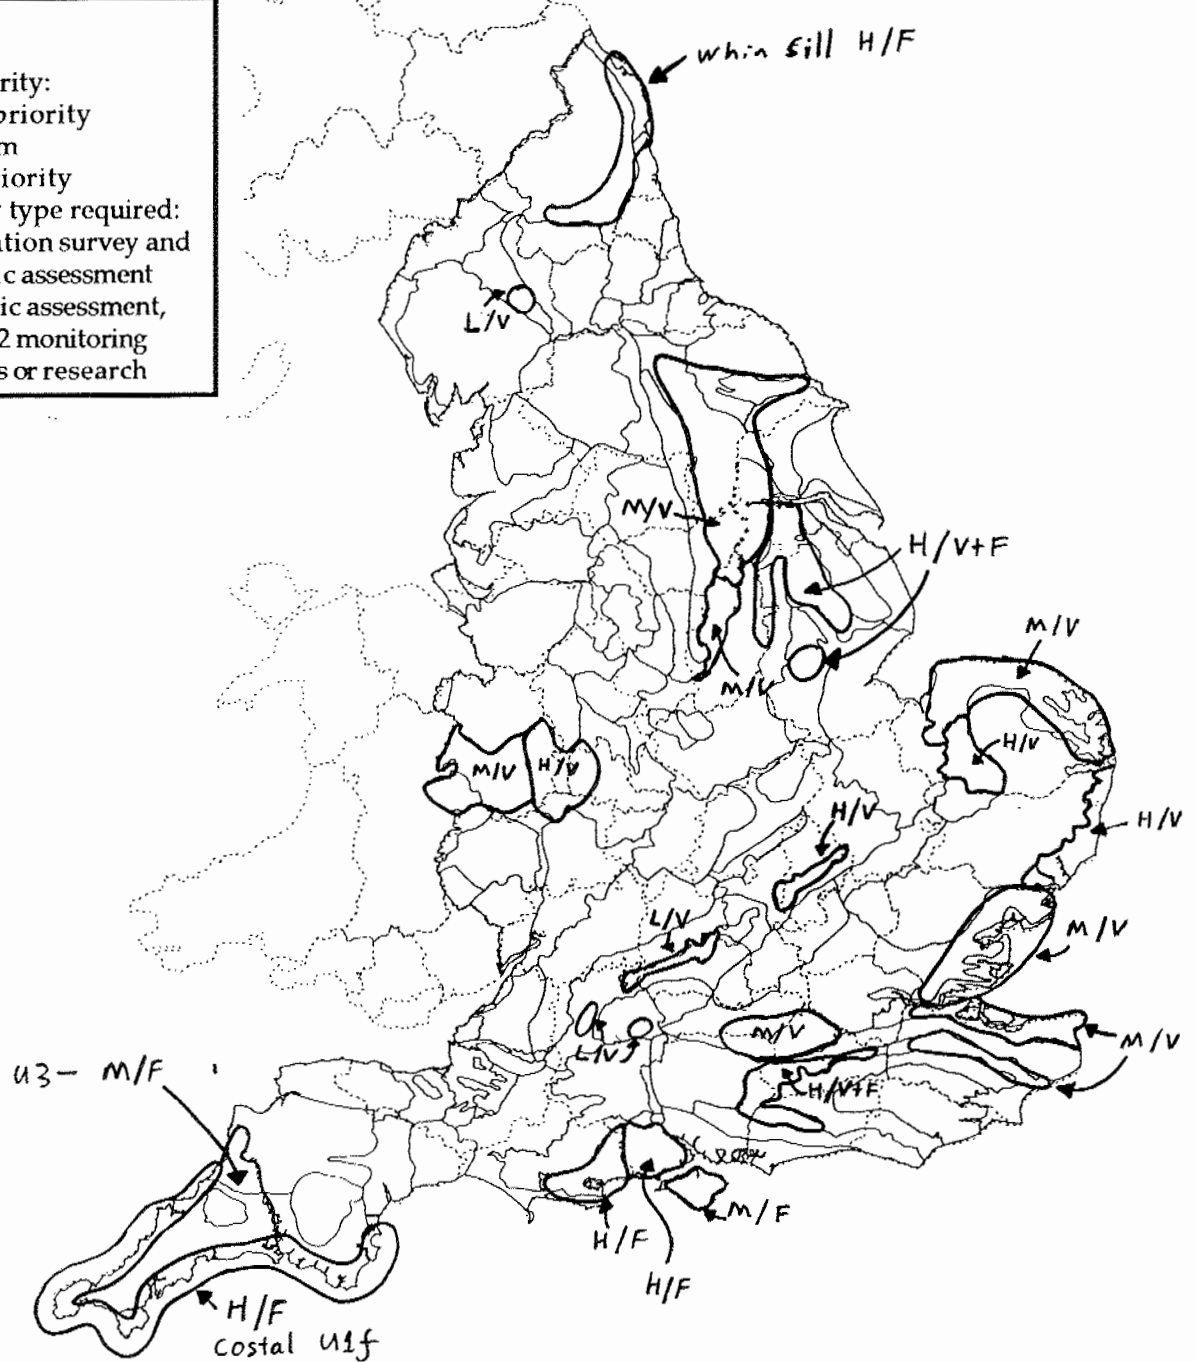 rity:
priority
m
iority
type required:
ation survey and
c assessment
ic assessment,
2 monitoring
s or research
Whin Sill H/F
L/V
M/V
H/V+F
M/V
M/V
H/V
M/V
H/V
H/V
H/V
L/V
M/V
M/V
L/V
M/V
H/V+F
U3 - M/F
M/F
H/F
H/F
H/F
Costal U1f